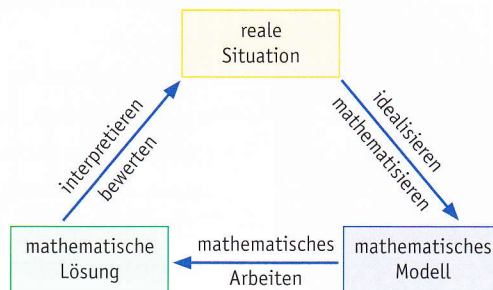 reale
Situation
idealisieren
mathematisieren
mathematisches
Modell
mathematisches
Arbeiten
mathematische
Lösung
interpretieren
bewerten